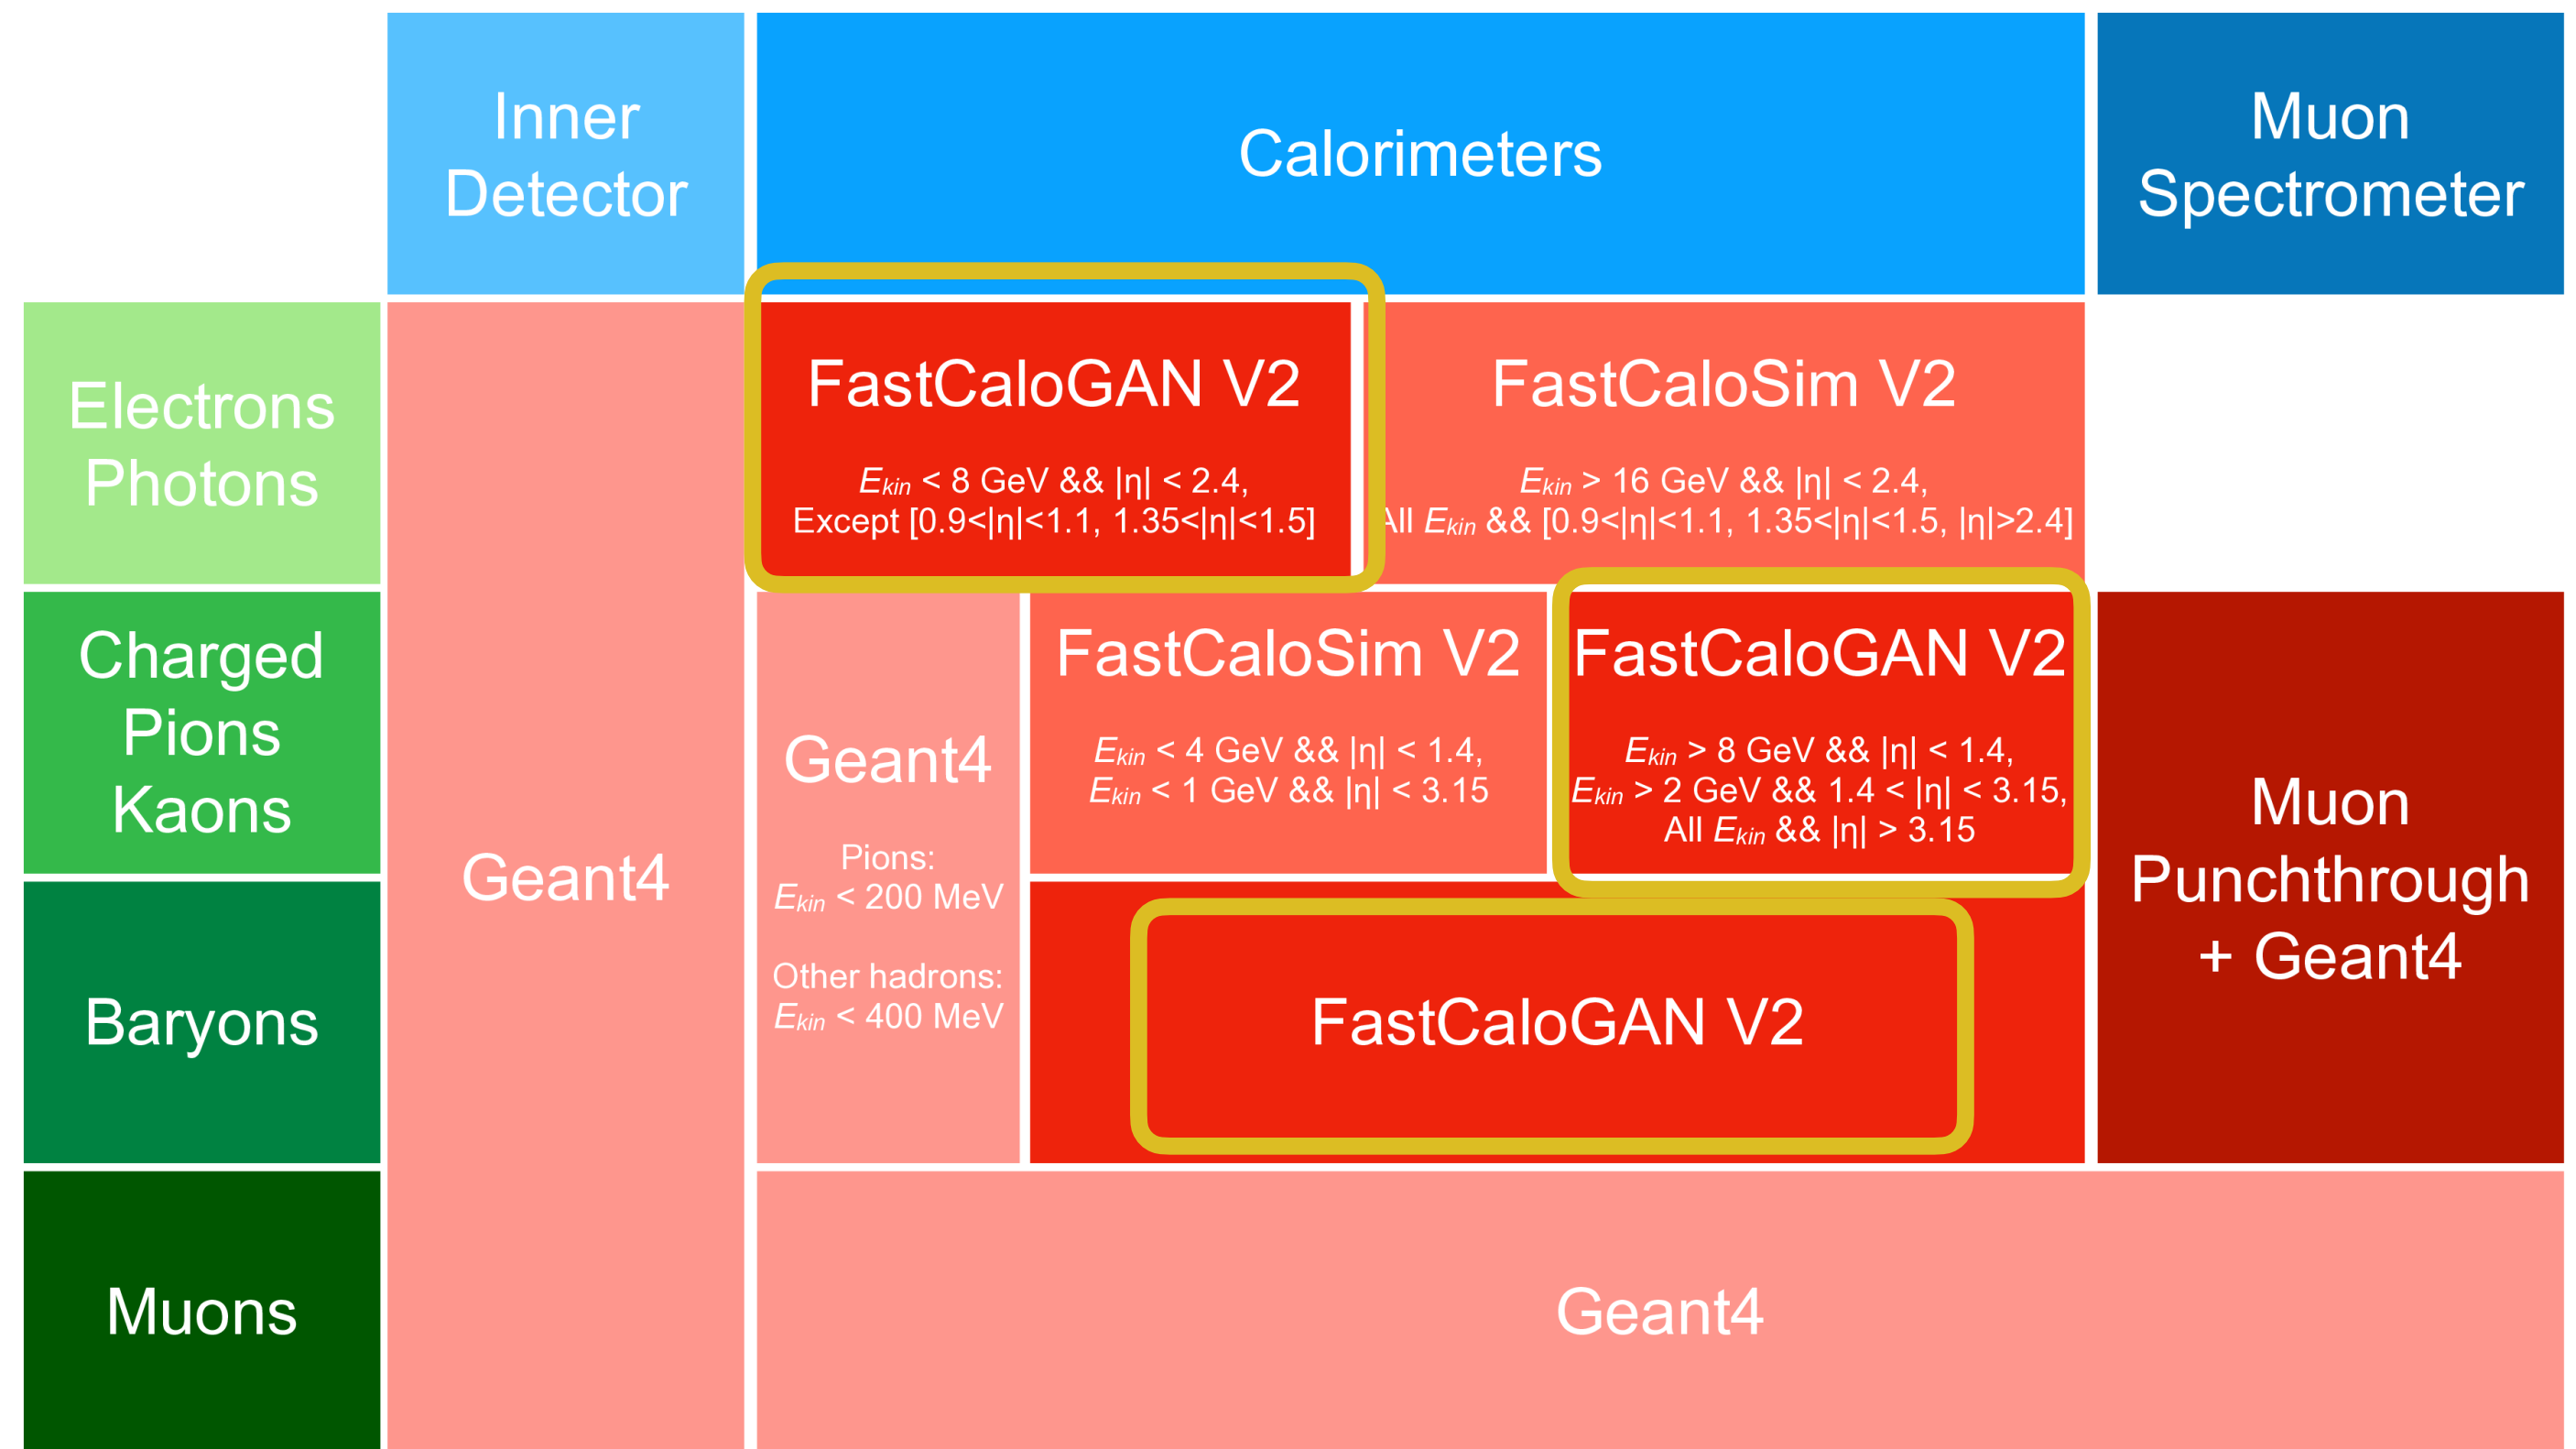 Inner
Detector
Calorimeters
Muon
Spectrometer
Electrons
Photons
FastCaloGAN V2
Ekin < 8 GeV && |η| < 2.4,
Except [0.9<|η|<1.1, 1.35<|η|<1.5]
FastCaloSim V2
Ekin > 16 GeV && |η| < 2.4,
All Ekin && [0.9<|η|<1.1, 1.35<|η|<1.5, |η|>2.4]
Charged
Pions
Kaons
Geant4
Geant4
Pions:
Ekin < 200 MeV
Other hadrons:
Ekin < 400 MeV
FastCaloSim V2
Ekin < 4 GeV && |η| < 1.4,
Ekin < 1 GeV && |η| < 3.15
FastCaloGAN V2
Ekin > 8 GeV && |η| < 1.4,
Ekin > 2 GeV && 1.4 < |η| < 3.15,
All Ekin && |η| > 3.15
Muon
Punchthrough
+ Geant4
Baryons
FastCaloGAN V2
Muons
Geant4